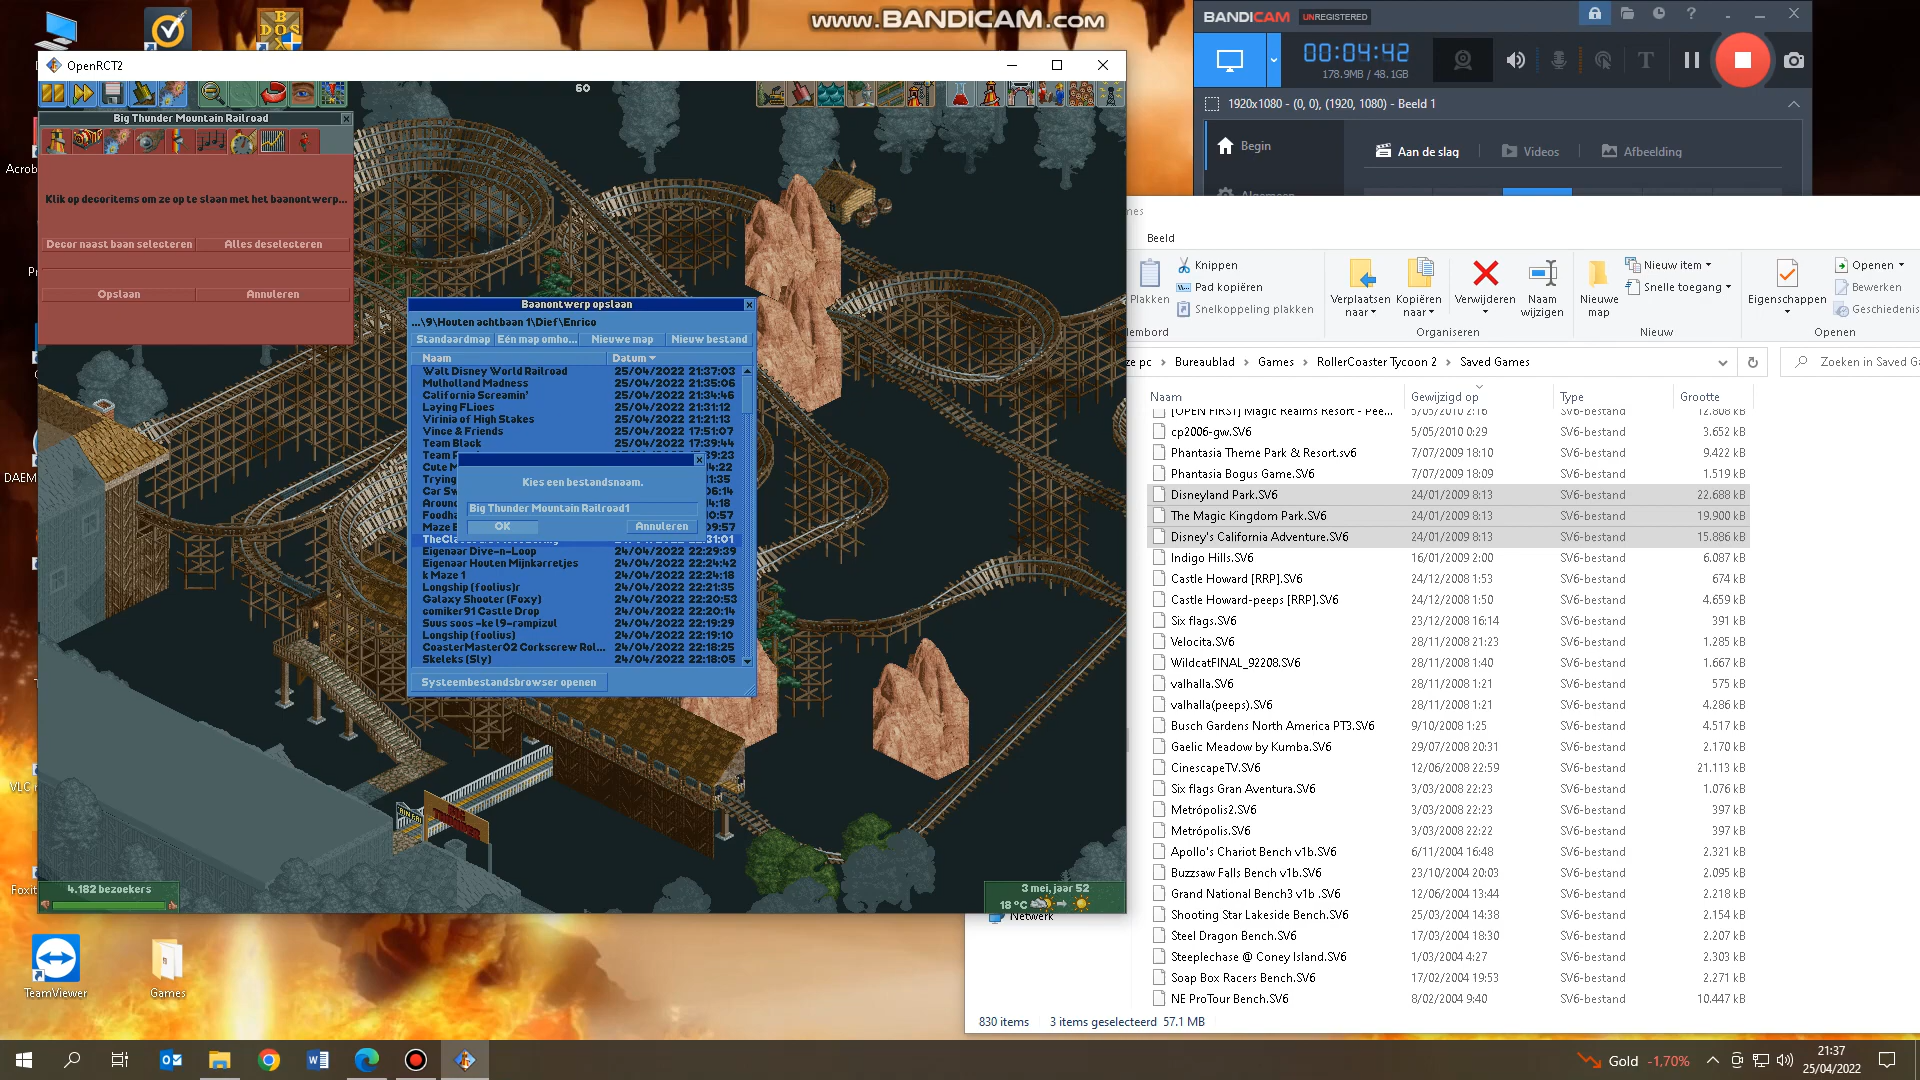 www.BANDICAM.com
BANDICAM UNREGISTERED
00:04:42
178.9MB / 48.1GB
1920x1080 - (0, 0), (1920, 1080) - Beeld 1
Begin
Aan de slag
Videos
Afbeelding
OpenRCT2
60
Big Thunder Mountain Railroad
Klik op decoritems om ze op te slaan met het baanontwerp...
Decor naast baan selecteren
Alles deselecteren
Opslaan
Annuleren
Baanontwerp opslaan
...\9\Houten achtbaan 1\Dief\Enrico
Standaardmap
Eén map omho...
Nieuwe map
Nieuw bestand
Naam Datum
Walt Disney World Railroad 25/04/2022 21:37:03
Mulholland Madness 25/04/2022 21:35:06
California Screamin' 25/04/2022 21:34:46
Laying FLioes 25/04/2022 21:31:12
Virinia of High Stakes 25/04/2022 21:21:13
Vince & Friends 25/04/2022 17:51:07
Team Black 25/04/2022 17:39:44
Kies een bestandsnaam.
Big Thunder Mountain Railroad1
OK
Annuleren
Eigenaar Dive-n-Loop 24/04/2022 22:29:39
Eigenaar Houten Mijnkarretjes 24/04/2022 22:24:42
k Maze 1 24/04/2022 22:24:18
Longship (foolius)r 24/04/2022 22:21:35
Galaxy Shooter (Foxy) 24/04/2022 22:20:53
comiker91 Castle Drop 24/04/2022 22:20:14
Suus soos -ke l9-rampizul 24/04/2022 22:19:29
Longship (foolius) 24/04/2022 22:19:10
CoasterMaster02 Corkscrew Rol... 24/04/2022 22:18:25
Skeleks (Sly) 24/04/2022 22:18:05
Systeembestandsbrowser openen
4.182 bezoekers
3 mei, jaar 52
18 °C
Beeld
Plakken
Knippen
Pad kopiëren
Snelkoppeling plakken
Verplaatsen naar
Kopiëren naar
Verwijderen
Naam wijzigen
Organiseren
Nieuwe map
Nieuw item
Snelle toegang
Nieuw
Eigenschappen
Openen
Bewerken
Geschiedenis
Openen
Bureaublad
Games
RollerCoaster Tycoon 2
Saved Games
Zoeken in Saved G
Naam Gewijzigd op Type Grootte
[OPEN FIRST] Magic Realms Resort - Pee... 5/05/2010 2:16 SV6-bestand 12.808 kB
cp2006-gw.SV6 5/05/2010 0:29 SV6-bestand 3.652 kB
Phantasia Theme Park & Resort.sv6 7/07/2009 18:10 SV6-bestand 9.422 kB
Phantasia Bogus Game.SV6 7/07/2009 18:09 SV6-bestand 1.519 kB
Disneyland Park.SV6 24/01/2009 8:13 SV6-bestand 22.688 kB
The Magic Kingdom Park.SV6 24/01/2009 8:13 SV6-bestand 19.900 kB
Disney's California Adventure.SV6 24/01/2009 8:13 SV6-bestand 15.886 kB
Indigo Hills.SV6 16/01/2009 2:00 SV6-bestand 6.087 kB
Castle Howard [RRP].SV6 24/12/2008 1:53 SV6-bestand 674 kB
Castle Howard-peeps [RRP].SV6 24/12/2008 1:50 SV6-bestand 4.659 kB
Six flags.SV6 23/12/2008 16:14 SV6-bestand 391 kB
Velocita.SV6 28/11/2008 21:23 SV6-bestand 1.285 kB
WildcatFINAL_92208.SV6 28/11/2008 1:40 SV6-bestand 1.667 kB
valhalla.SV6 28/11/2008 1:21 SV6-bestand 575 kB
valhalla(peeps).SV6 28/11/2008 1:21 SV6-bestand 4.286 kB
Busch Gardens North America PT3.SV6 9/10/2008 1:25 SV6-bestand 4.517 kB
Gaelic Meadow by Kumba.SV6 29/07/2008 20:31 SV6-bestand 2.170 kB
CinescapeTV.SV6 12/06/2008 22:59 SV6-bestand 21.113 kB
Six flags Gran Aventura.SV6 3/03/2008 22:23 SV6-bestand 1.076 kB
Metrópolis2.SV6 3/03/2008 22:23 SV6-bestand 397 kB
Metrópolis.SV6 3/03/2008 22:22 SV6-bestand 397 kB
Apollo's Chariot Bench v1b.SV6 6/11/2004 16:48 SV6-bestand 2.321 kB
Buzzsaw Falls Bench v1b.SV6 23/10/2004 20:03 SV6-bestand 2.095 kB
Grand National Bench3 v1b .SV6 12/06/2004 13:44 SV6-bestand 2.218 kB
Shooting Star Lakeside Bench.SV6 25/03/2004 14:38 SV6-bestand 2.154 kB
Steel Dragon Bench.SV6 17/03/2004 18:30 SV6-bestand 2.207 kB
Steeplechase @ Coney Island.SV6 1/03/2004 4:27 SV6-bestand 2.303 kB
Soap Box Racers Bench.SV6 17/02/2004 19:53 SV6-bestand 2.271 kB
NE ProTour Bench.SV6 8/02/2004 9:40 SV6-bestand 10.447 kB
Netwerk
830 items 3 items geselecteerd 57.1 MB
TeamViewer
Games
Gold -1,70%
21:37
25/04/2022